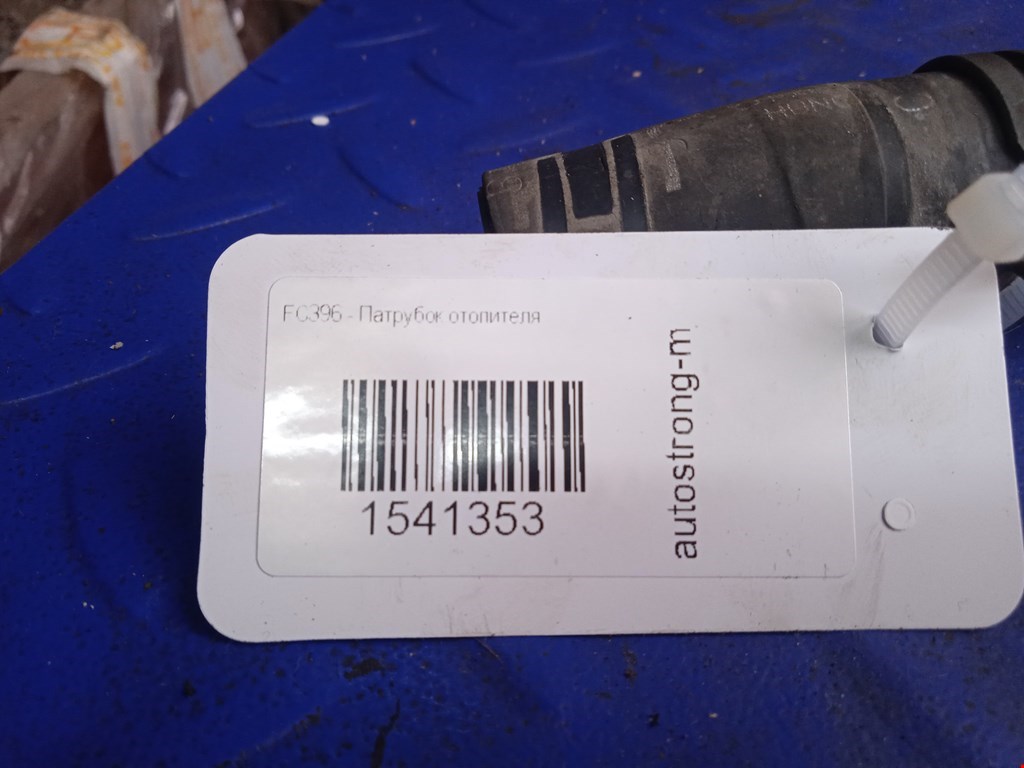 FC396 - Патрубок отопителя
1541353
autostrong-m